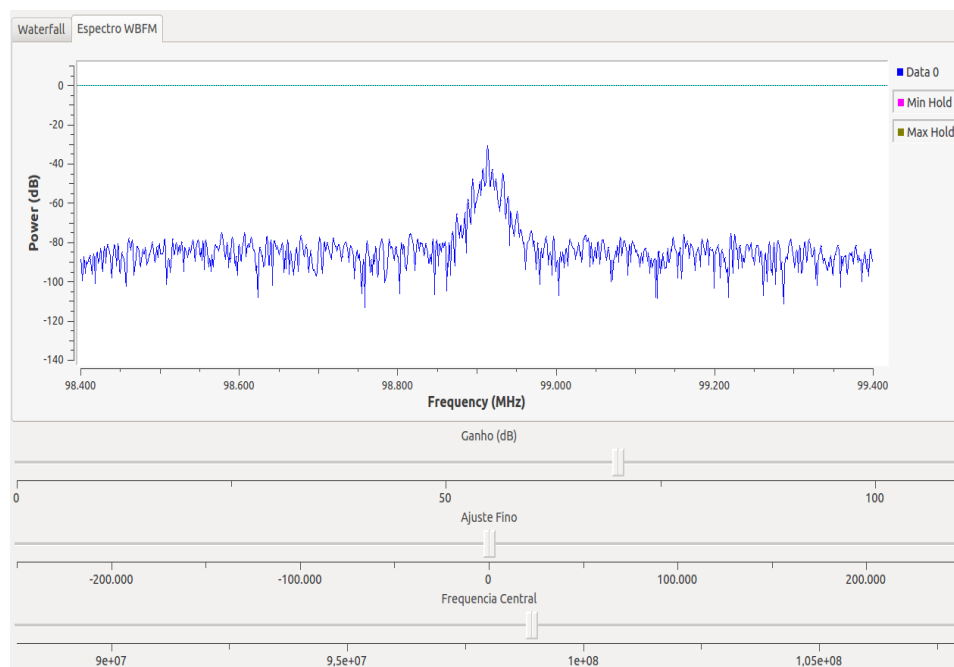 Waterfall Espectro WBFM
Data 0
Min Hold
Max Hold
Power (dB)
0
-20
-40
-60
-80
-100
-120
-140
98.400 98.600 98.800 99.000 99.200 99.400
Frequency (MHz)
Ganho (dB)
0 50 100
Ajuste Fino
-200.000 -100.000 0 100.000 200.000
Frequencia Central
9e+07 9,5e+07 1e+08 1,05e+08